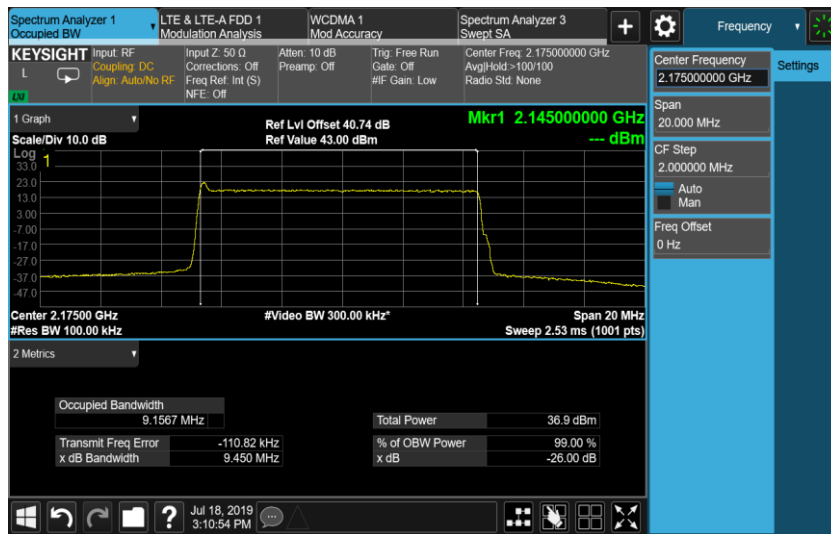 Spectrum Analyzer 1
Occupied BW
LTE & LTE-A FDD 1
Modulation Analysis
WCDMA 1
Mod Accuracy
Spectrum Analyzer 3
Swept SA
+
Frequency
KEYSIGHT
L
LXI
Input: RF
Coupling: DC
Align: Auto/No RF
Input Z: 50 Ω
Corrections: Off
Freq Ref: Int (S)
NFE: Off
Atten: 10 dB
Preamp: Off
Trig: Free Run
Gate: Off
#IF Gain: Low
Center Freq: 2.175000000 GHz
Avg|Hold:>100/100
Radio Std: None
1 Graph
Scale/Div 10.0 dB
Ref Lvl Offset 40.74 dB
Ref Value 43.00 dBm
Mkr1 2.145000000 GHz
--- dBm
Log
1
33.0
23.0
13.0
3.00
-7.00
-17.0
-27.0
-37.0
-47.0
Center 2.17500 GHz
#Res BW 100.00 kHz
#Video BW 300.00 kHz*
Span 20 MHz
Sweep 2.53 ms (1001 pts)
2 Metrics
Occupied Bandwidth
9.1567 MHz
Transmit Freq Error -110.82 kHz
x dB Bandwidth 9.450 MHz
Total Power 36.9 dBm
% of OBW Power 99.00 %
x dB -26.00 dB
?
Jul 18, 2019
3:10:54 PM
Center Frequency
2.175000000 GHz
Span
20.000 MHz
CF Step
2.000000 MHz
Auto
Man
Freq Offset
0 Hz
Settings